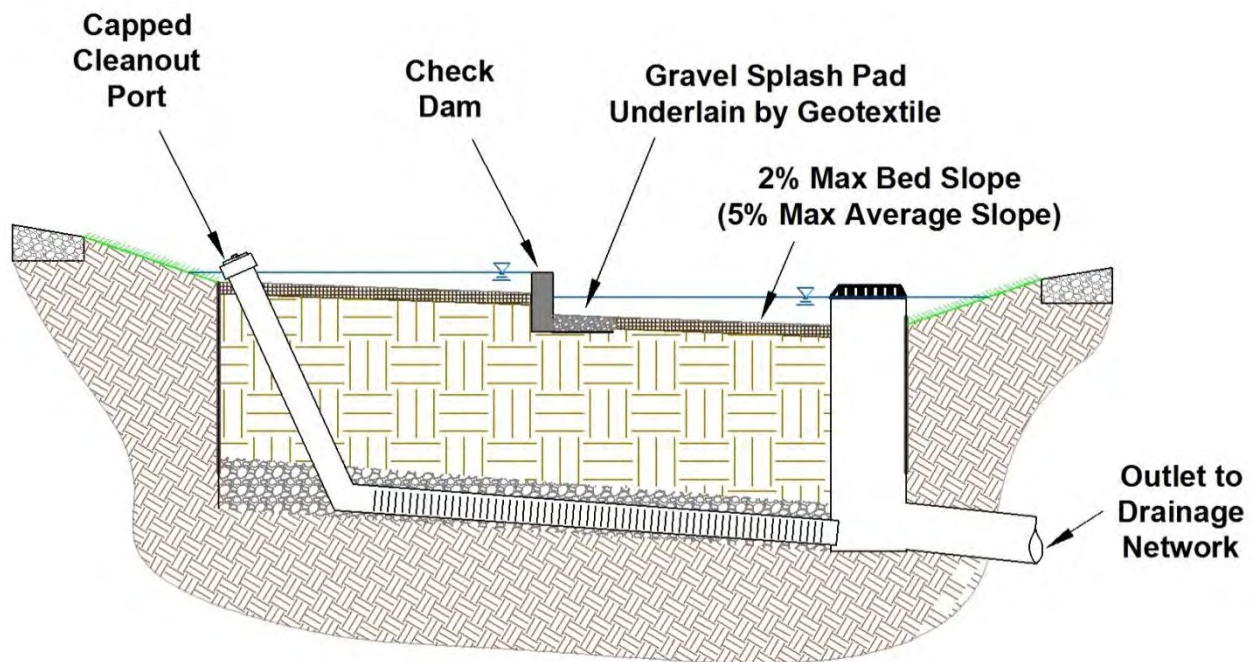 Capped
Cleanout
Port
Check
Dam
Gravel Splash Pad
Underlain by Geotextile
2% Max Bed Slope
(5% Max Average Slope)
Outlet to
Drainage
Network